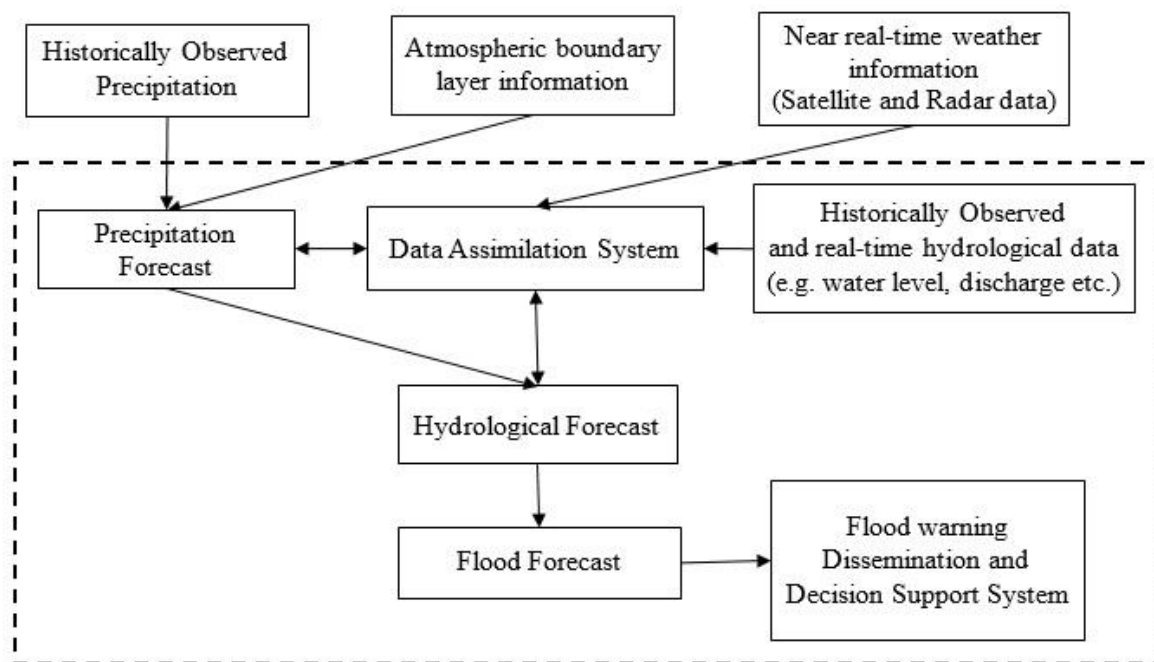 Historically Observed
Precipitation
Atmospheric boundary
layer information
Near real-time weather
information
(Satellite and Radar data)
Precipitation
Forecast
Data Assimilation System
Historically Observed
and real-time hydrological data
(e.g. water level, discharge etc.)
Hydrological Forecast
Flood Forecast
Flood warning
Dissemination and
Decision Support System